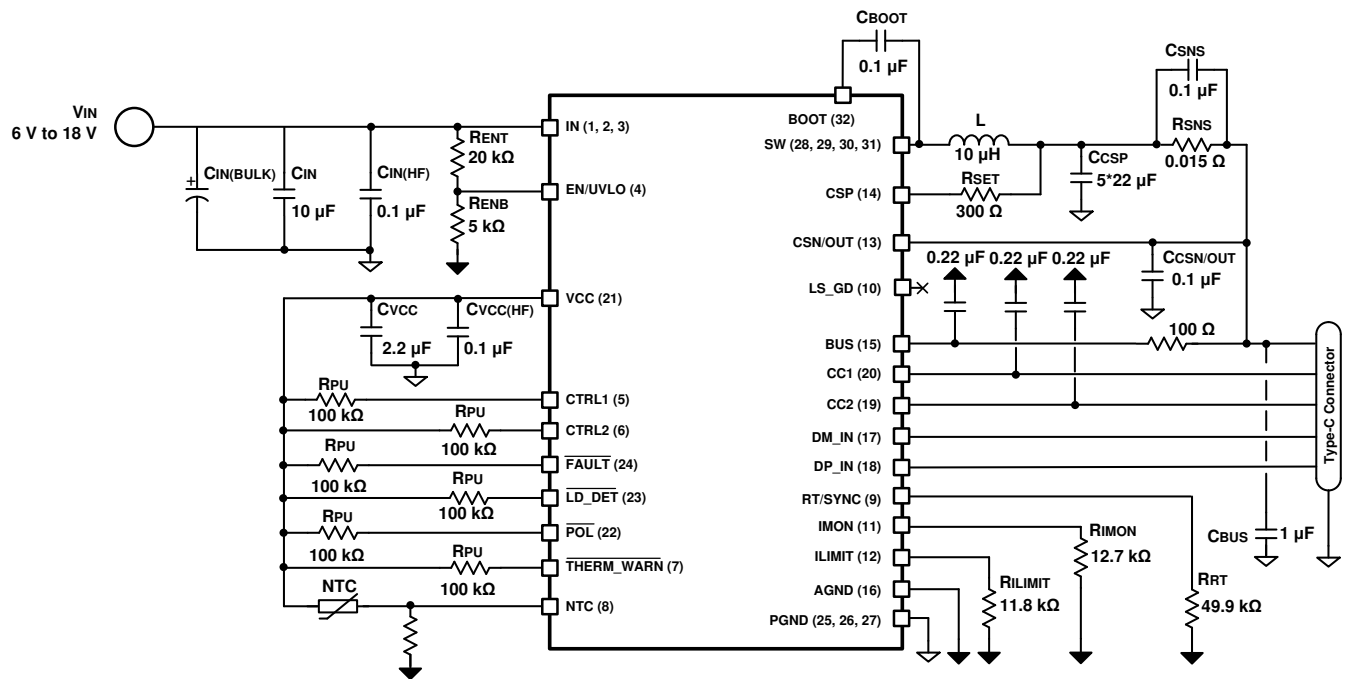 CBOOT
0.1 µF
CSNS
0.1 µF
VIN
6 V to 18 V
BOOT (32)
IN (1, 2, 3)
SW (28, 29, 30, 31)
L
10 µH
RSNS
0.015 Ω
RENT
20 kΩ
CCSP
5*22 µF
CIN(BULK)
CIN
10 µF
CIN(HF)
0.1 µF
EN/UVLO (4)
CSP (14)
RSET
300 Ω
RENB
5 kΩ
CSN/OUT (13)
0.22 µF
0.22 µF
0.22 µF
CCSN/OUT
0.1 µF
LS_GD (10)
VCC (21)
CVCC
2.2 µF
CVCC(HF)
0.1 µF
BUS (15)
100 Ω
CC1 (20)
RPU
100 kΩ
CTRL1 (5)
CC2 (19)
RPU
100 kΩ
CTRL2 (6)
DM_IN (17)
RPU
100 kΩ
FAULT (24)
DP_IN (18)
Type-C Connector
RPU
100 kΩ
LD_DET (23)
RT/SYNC (9)
RPU
100 kΩ
POL (22)
IMON (11)
RIMON
12.7 kΩ
CBUS
1 µF
RPU
100 kΩ
THERM_WARN (7)
ILIMIT (12)
RILIMIT
11.8 kΩ
RRT
49.9 kΩ
NTC
NTC (8)
AGND (16)
PGND (25, 26, 27)